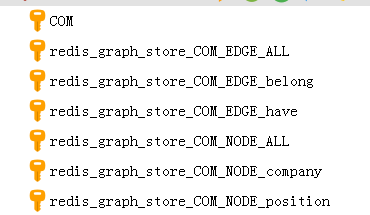 COM
redis_graph_store_COM_EDGE_ALL
redis_graph_store_COM_EDGE_belong
redis_graph_store_COM_EDGE_have
redis_graph_store_COM_NODE_ALL
redis_graph_store_COM_NODE_company
redis_graph_store_COM_NODE_position